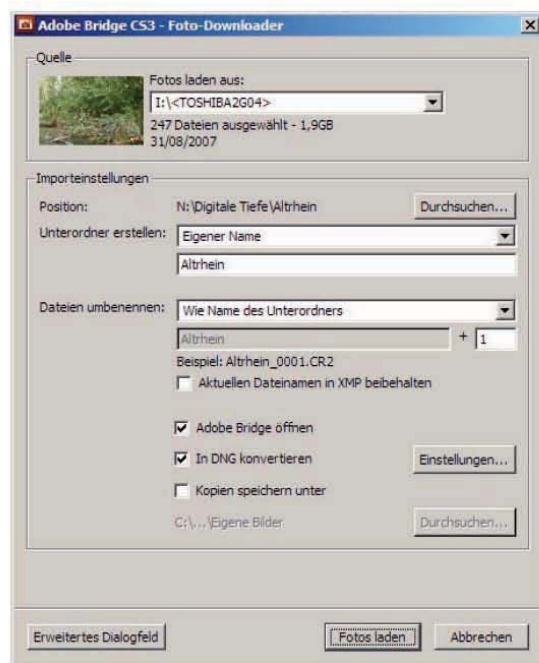 Adobe Bridge CS3 - Foto-Downloader
Quelle
Fotos laden aus:
I:\<TOSHIBA2G04>
247 Dateien ausgewählt - 1,9GB
31/08/2007
Importeinstellungen
Position: N:\Digitale Tiefe\Altrhein Durchsuchen...
Unterordner erstellen: Eigener Name
Altrhein
Dateien umbenennen: Wie Name des Unterordners
Altrhein + 1
Beispiel: Altrhein_0001.CR2
Aktuellen Dateinamen in XMP beibehalten
Adobe Bridge öffnen
In DNG konvertieren Einstellungen...
Kopien speichern unter
C:\...\Eigene Bilder Durchsuchen...
Erweitertes Dialogfeld Fotos laden Abbrechen